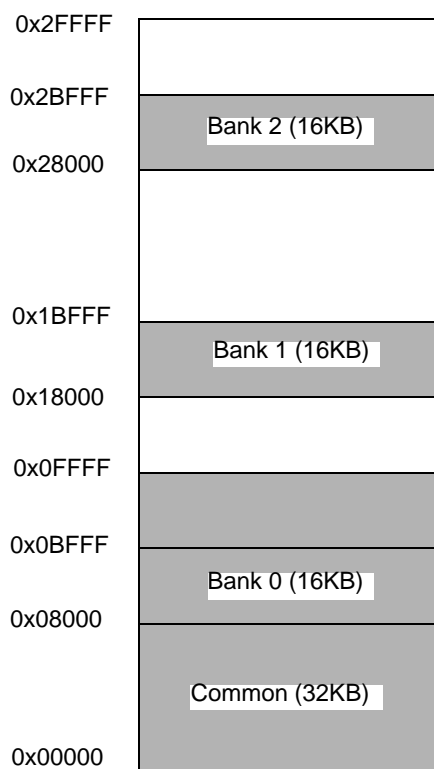 0x2FFFF
0x2BFFF
Bank 2 (16KB)
0x28000
0x1BFFF
Bank 1 (16KB)
0x18000
0x0FFFF
0x0BFFF
Bank 0 (16KB)
0x08000
Common (32KB)
0x00000